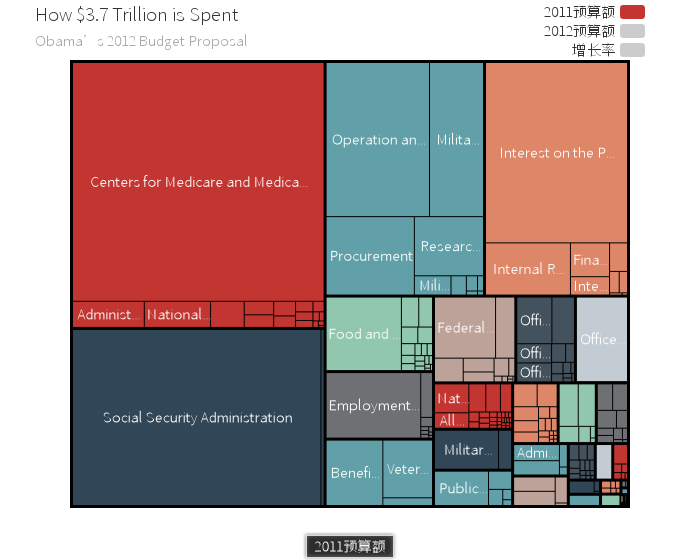 How $3.7 Trillion is Spent
Obama's 2012 Budget Proposal
2011预算额
2012预算额
增长率
Centers for Medicare and Medica...
Administ...
National...
Social Security Administration
Operation an...
Milita...
Procurement
Researc...
Mili...
Interest on the P...
Internal R...
Fina...
Inte...
Food and ...
Federal...
Offi...
Offi...
Offi...
Office...
Employment...
Nat...
All...
Militar...
Admi...
Benefi...
Veter...
Public...
2011预算额